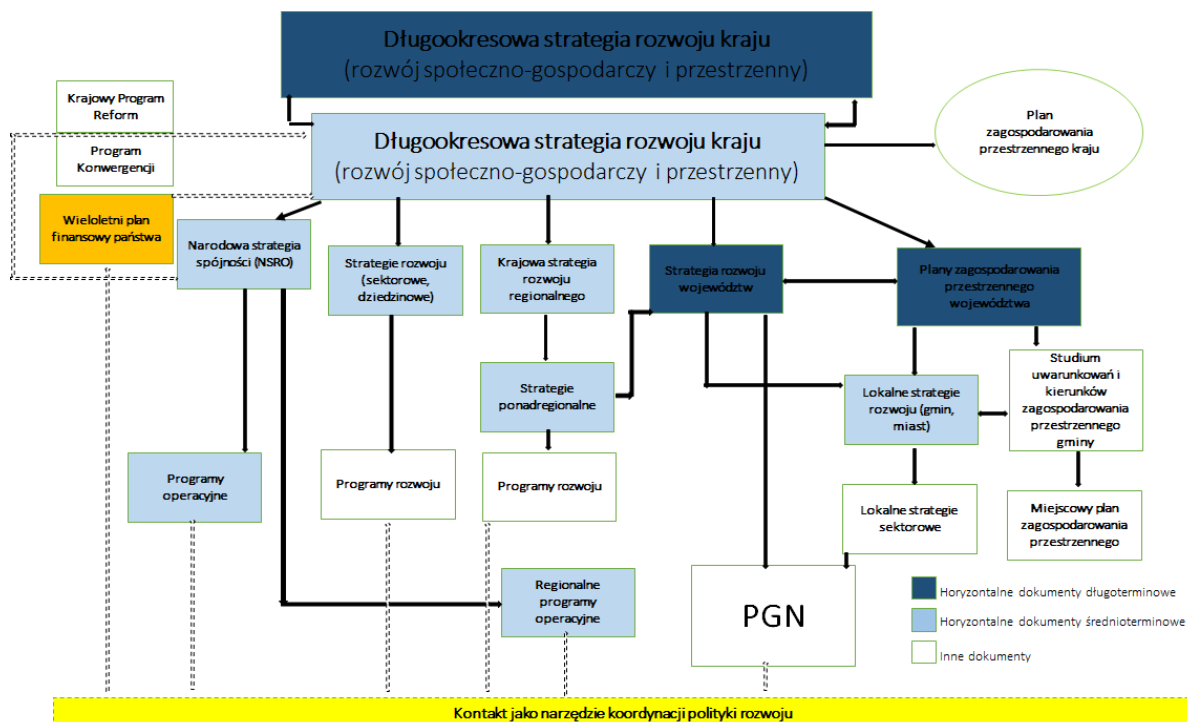 Długookresowa strategia rozwoju kraju
(rozwój społeczno-gospodarczy i przestrzenny)
Krajowy Program
Reform
Program
Konwergencji
Długookresowa strategia rozwoju kraju
(rozwój społeczno-gospodarczy i przestrzenny)
Plan
zagospodarowania
przestrzennego kraju
Wieloletni plan
finansowy państwa
Narodowa strategia
spójności (NSRO)
Strategie rozwoju
(sektorowe,
dziedzinowe)
Krajowa strategia
rozwoju
regionalnego
Strategia rozwoju
województw
Plany zagospodarowania
przestrzennego
województwa
Strategie
ponadregionalne
Lokalne strategie
rozwoju (gmin,
miast)
Studium
uwarunkowań i
kierunków
zagospodarowania
przestrzennego
gminy
Programy
operacyjne
Programy rozwoju
Programy rozwoju
Lokalne strategie
sektorowe
Miejscowy plan
zagospodarowania
przestrzennego
Regionalne
programy
operacyjne
PGN
Horyzontalne dokumenty długoterminowe
Horyzontalne dokumenty średnioterminowe
Inne dokumenty
Kontakt jako narzędzie koordynacji polityki rozwoju